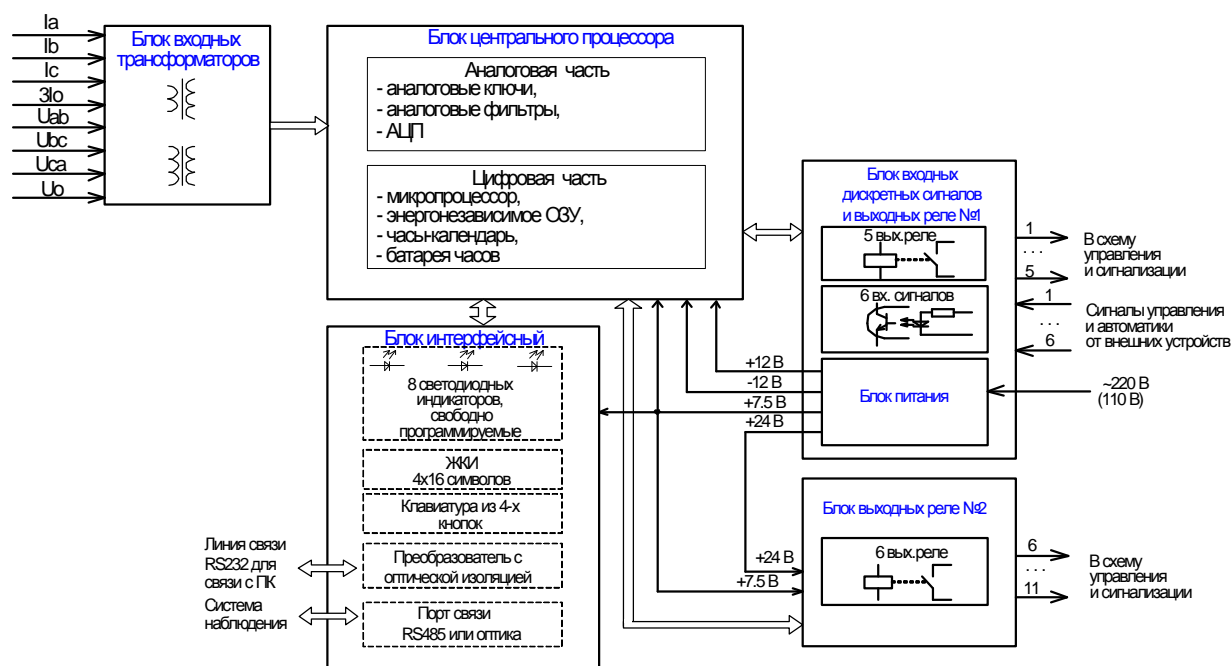 Ia
Ib
Ic
3Io
Uab
Ubc
Uca
Uo
Блок входных
трансформаторов
Блок центрального процессора
Аналоговая часть
- аналоговые ключи,
- аналоговые фильтры,
- АЦП
Цифровая часть
- микропроцессор,
- энергонезависимое ОЗУ,
- часы-календарь,
- батарея часов
Блок входных
дискретных сигналов
и выходных реле №1
5 вых.реле
6 вх. сигналов
Блок питания
1
. . .
5
В схему
управления
и сигнализации
1
. . .
6
Сигналы управления
и автоматики
от внешних устройств
~220 В
(110 В)
+12 В
-12 В
+7.5 В
+24 В
Блок интерфейсный
8 светодиодных
индикаторов,
свободно
программируемые
ЖКИ
4х16 символов
Клавиатура из 4-х
кнопок
Преобразователь с
оптической изоляцией
Порт связи
RS485 или оптика
Линия связи
RS232 для
связи с ПК
Система
наблюдения
Блок выходных реле №2
6 вых.реле
+24 В
+7.5 В
6
. . .
11
В схему
управления
и сигнализации